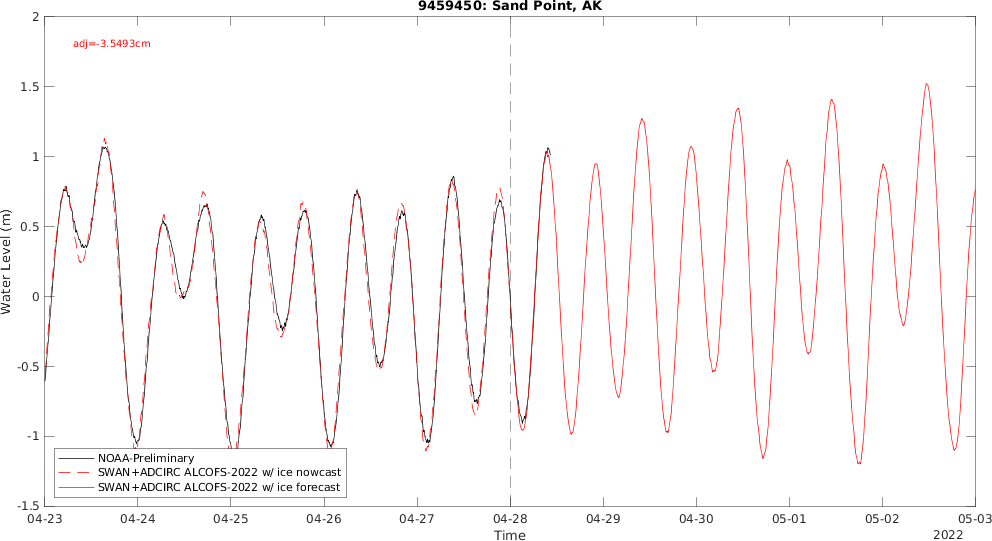 9459450: Sand Point, AK
adj=-3.5493cm
Water Level (m)
2
1.5
1
0.5
0
-0.5
-1
-1.5
NOAA-Preliminary
SWAN+ADCIRC ALCOFS-2022 w/ ice nowcast
SWAN+ADCIRC ALCOFS-2022 w/ ice forecast
04-23 04-24 04-25 04-26 04-27 04-28 04-29 04-30 05-01 05-02 05-03
Time
2022